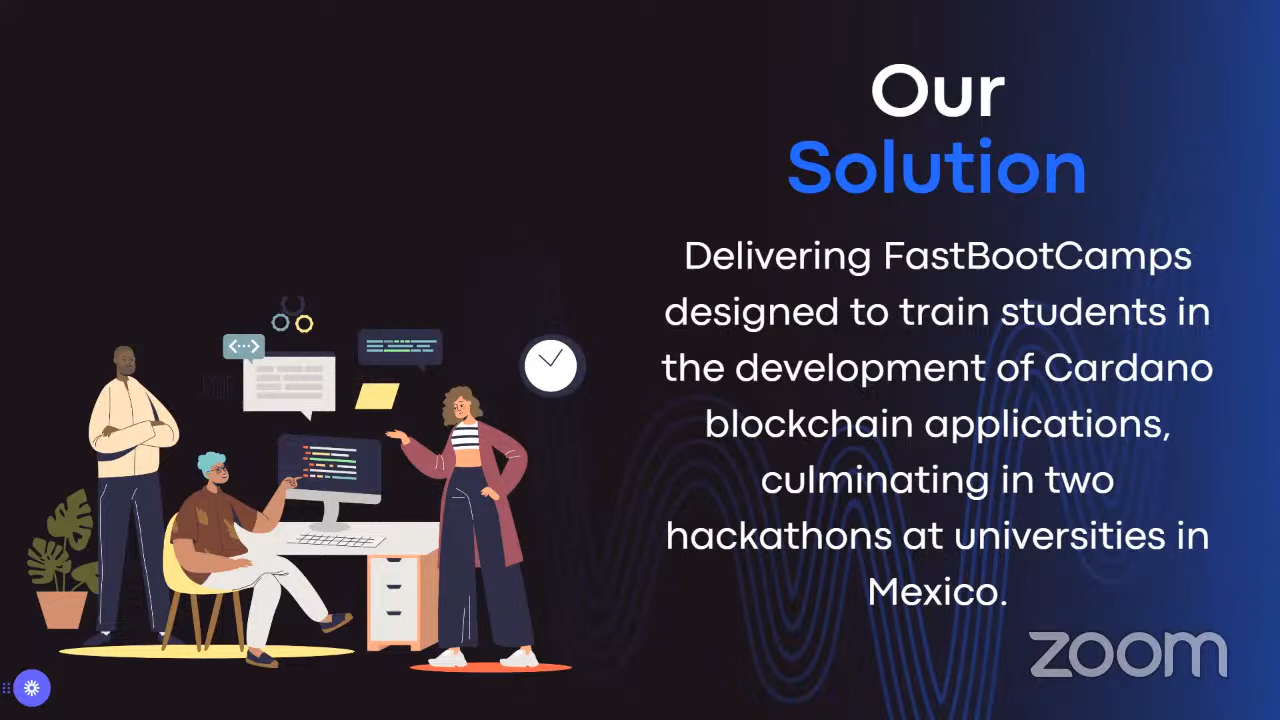 Our
Solution
Delivering FastBootCamps
designed to train students in
the development of Cardano
blockchain applications,
culminating in two
hackathons at universities in
Mexico.
zoom